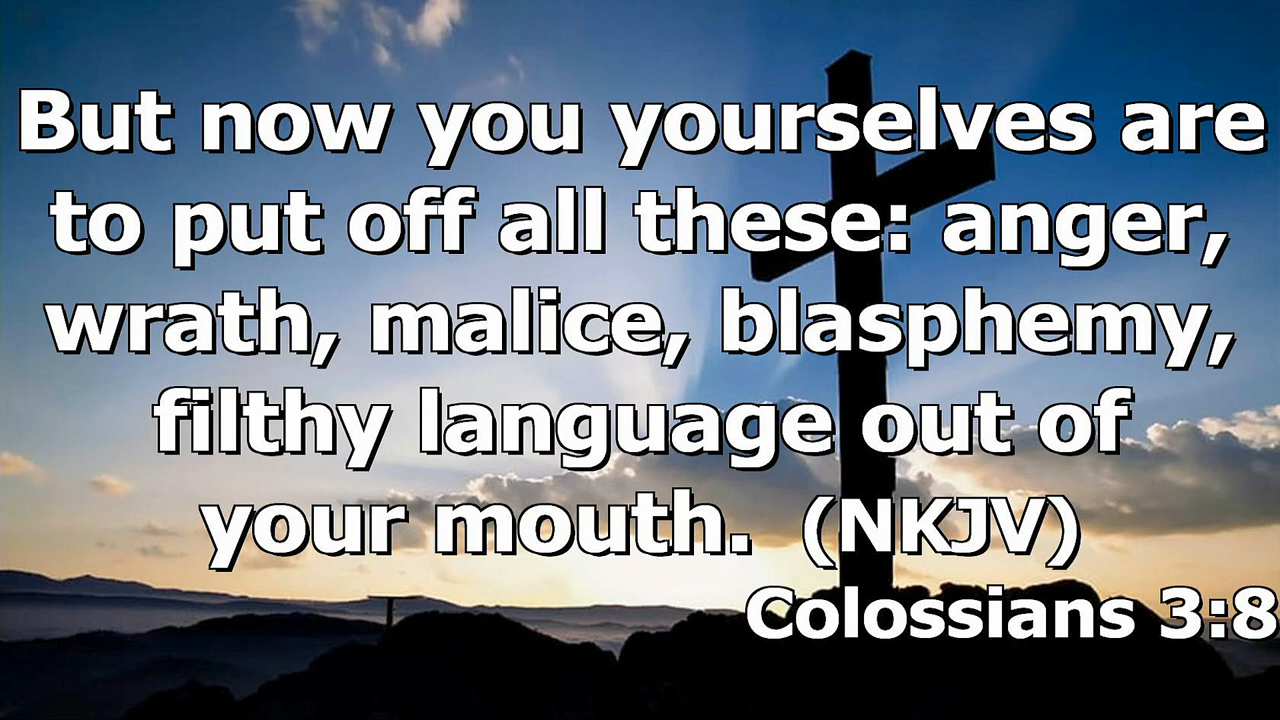 But now you yourselves are
to put off all these: anger,
wrath, malice, blasphemy,
filthy language out of
your mouth. (NKJV)
Colossians 3:8